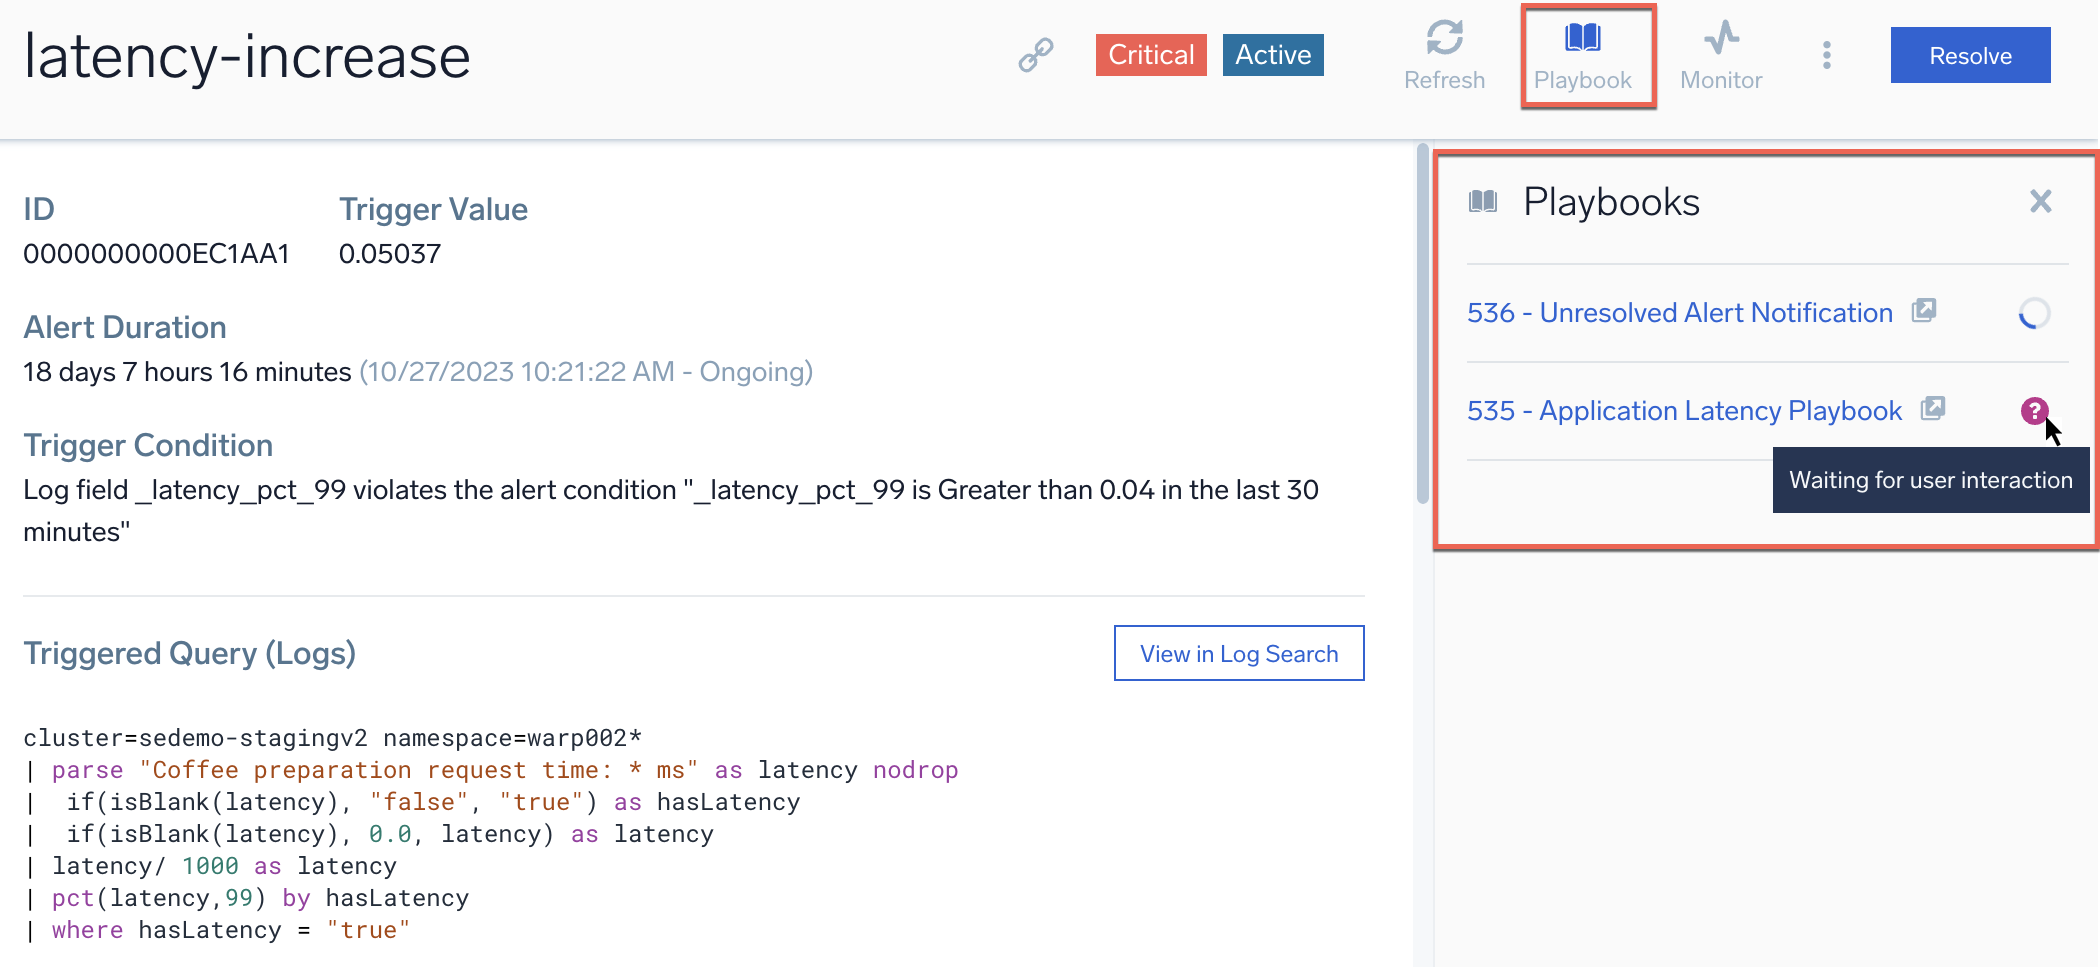 latency-increase
Critical
Active
Refresh
Playbook
Monitor
Resolve
ID
0000000000EC1AA1
Trigger Value
0.05037
Alert Duration
18 days 7 hours 16 minutes (10/27/2023 10:21:22 AM - Ongoing)
Trigger Condition
Log field _latency_pct_99 violates the alert condition "_latency_pct_99 is Greater than 0.04 in the last 30
minutes"
Triggered Query (Logs)
View in Log Search
cluster=sedemo-stagingv2 namespace=warp002*
| parse "Coffee preparation request time: * ms" as latency nodrop
|  if(isBlank(latency), "false", "true") as hasLatency
|  if(isBlank(latency), 0.0, latency) as latency
| latency/ 1000 as latency
| pct(latency,99) by hasLatency
| where hasLatency = "true"
Playbooks
536 - Unresolved Alert Notification
535 - Application Latency Playbook
?
Waiting for user interaction